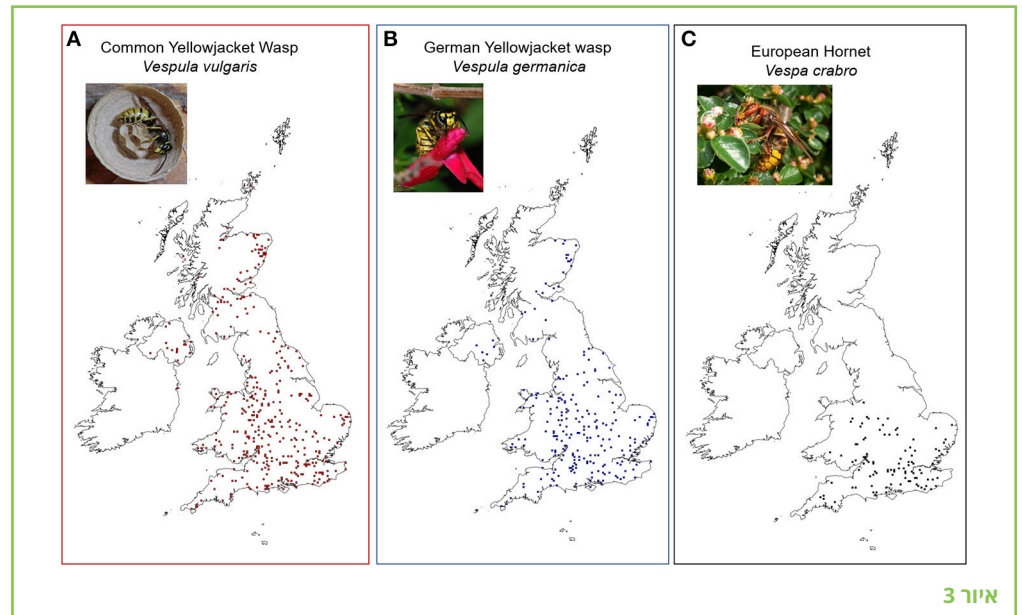 A
Common Yellowjacket Wasp
Vespula vulgaris
B
German Yellowjacket wasp
Vespula germanica
C
European Hornet
Vespa crabro
איור 3